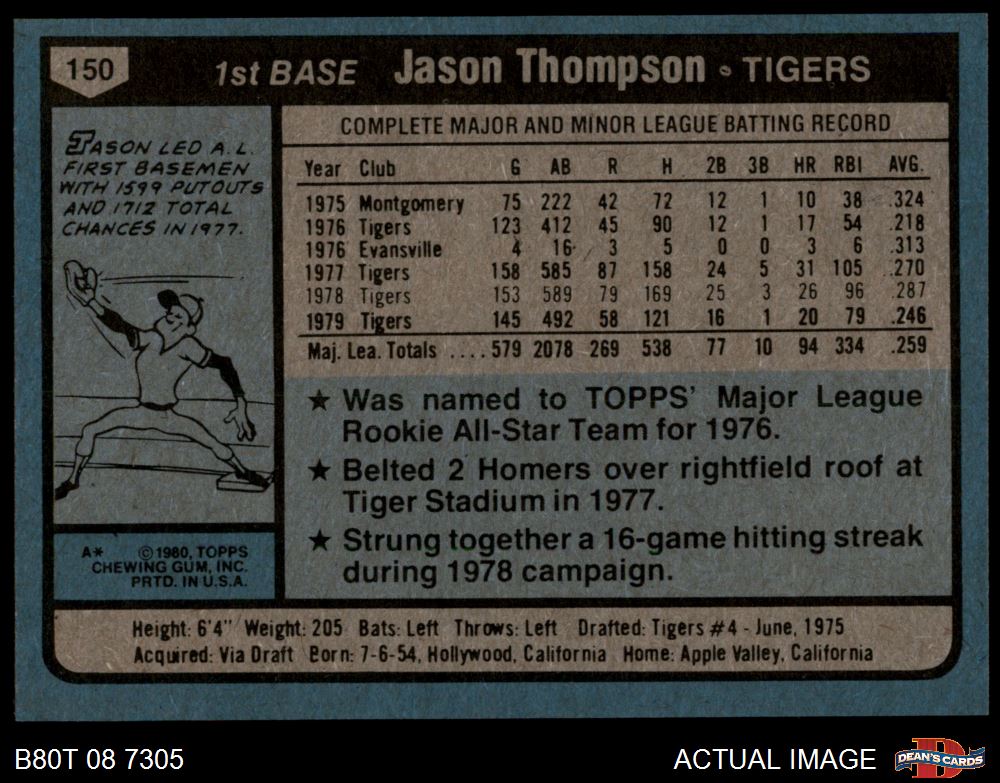 150 1st BASE Jason Thompson • TIGERS
JASON LED A.L.
FIRST BASEMEN
WITH 1599 PUTOUTS
AND 1712 TOTAL
CHANCES IN 1977.
COMPLETE MAJOR AND MINOR LEAGUE BATTING RECORD
Year Club G AB R H 2B 3B HR RBI AVG.
1975 Montgomery 75 222 42 72 12 1 10 38 .324
1976 Tigers 123 412 45 90 12 1 17 54 .218
1976 Evansville 4 16 3 5 0 0 3 6 .313
1977 Tigers 158 585 87 158 24 5 31 105 .270
1978 Tigers 153 589 79 169 25 3 26 96 .287
1979 Tigers 145 492 58 121 16 1 20 79 .246
Maj. Lea. Totals ....579 2078 269 538 77 10 94 334 .259
★ Was named to TOPPS' Major League
Rookie All-Star Team for 1976.
★ Belted 2 Homers over rightfield roof at
Tiger Stadium in 1977.
★ Strung together a 16-game hitting streak
during 1978 campaign.
A* ©1980, TOPPS
CHEWING GUM, INC.
PRTD. IN U.S.A.
Height: 6'4" Weight: 205 Bats: Left Throws: Left Drafted: Tigers #4 - June, 1975
Acquired: Via Draft Born: 7-6-54, Hollywood, California Home: Apple Valley, California
B80T 08 7305
ACTUAL IMAGE
D
DEAN'S CARDS